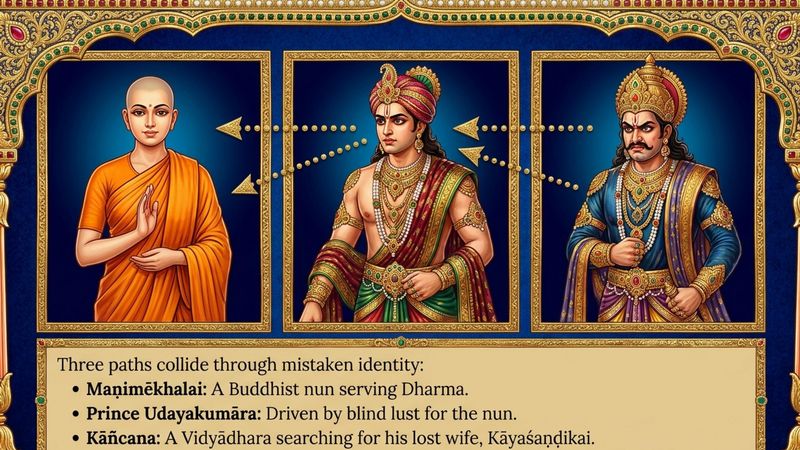 Three paths collide through mistaken identity:
• Maṇimēkhalai: A Buddhist nun serving Dharma.
• Prince Udayakumāra: Driven by blind lust for the nun.
• Kāñcana: A Vidyādhara searching for his lost wife, Kāyaśaṇḍikai.